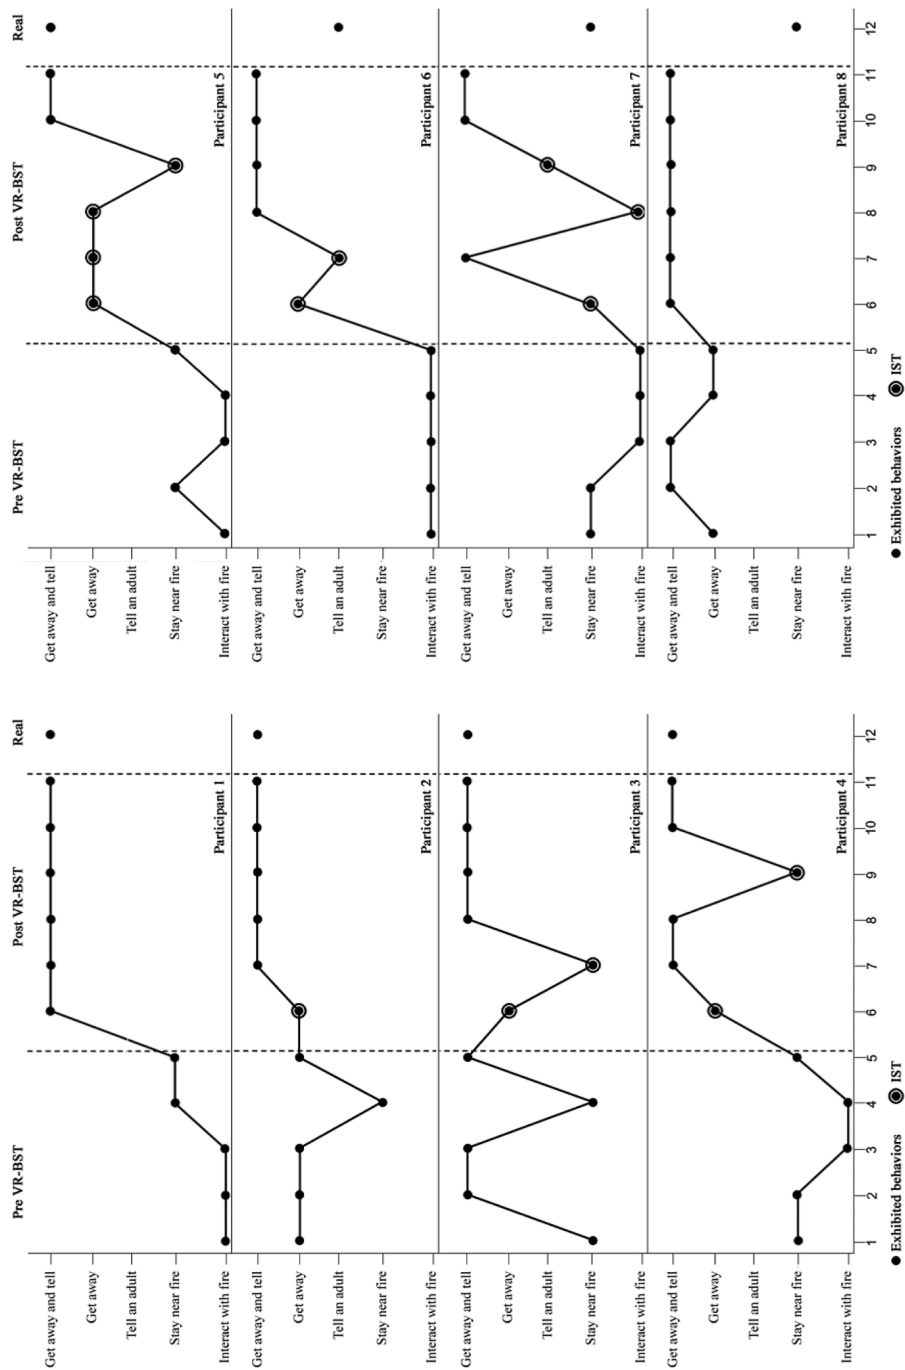 Pre VR-BST Post VR-BST Real
Get away and tell
Get away
Tell an adult
Stay near fire
Interact with fire
Participant 1
Get away and tell
Get away
Tell an adult
Stay near fire
Interact with fire
Participant 2
Get away and tell
Get away
Tell an adult
Stay near fire
Interact with fire
Participant 3
Get away and tell
Get away
Tell an adult
Stay near fire
Interact with fire
Participant 4
1 2 3 4 5 6 7 8 9 10 11 12
Exhibited behaviors IST
Pre VR-BST Post VR-BST Real
Get away and tell
Get away
Tell an adult
Stay near fire
Interact with fire
Participant 5
Get away and tell
Get away
Tell an adult
Stay near fire
Interact with fire
Participant 6
Get away and tell
Get away
Tell an adult
Stay near fire
Interact with fire
Participant 7
Get away and tell
Get away
Tell an adult
Stay near fire
Interact with fire
Participant 8
1 2 3 4 5 6 7 8 9 10 11 12
Exhibited behaviors IST